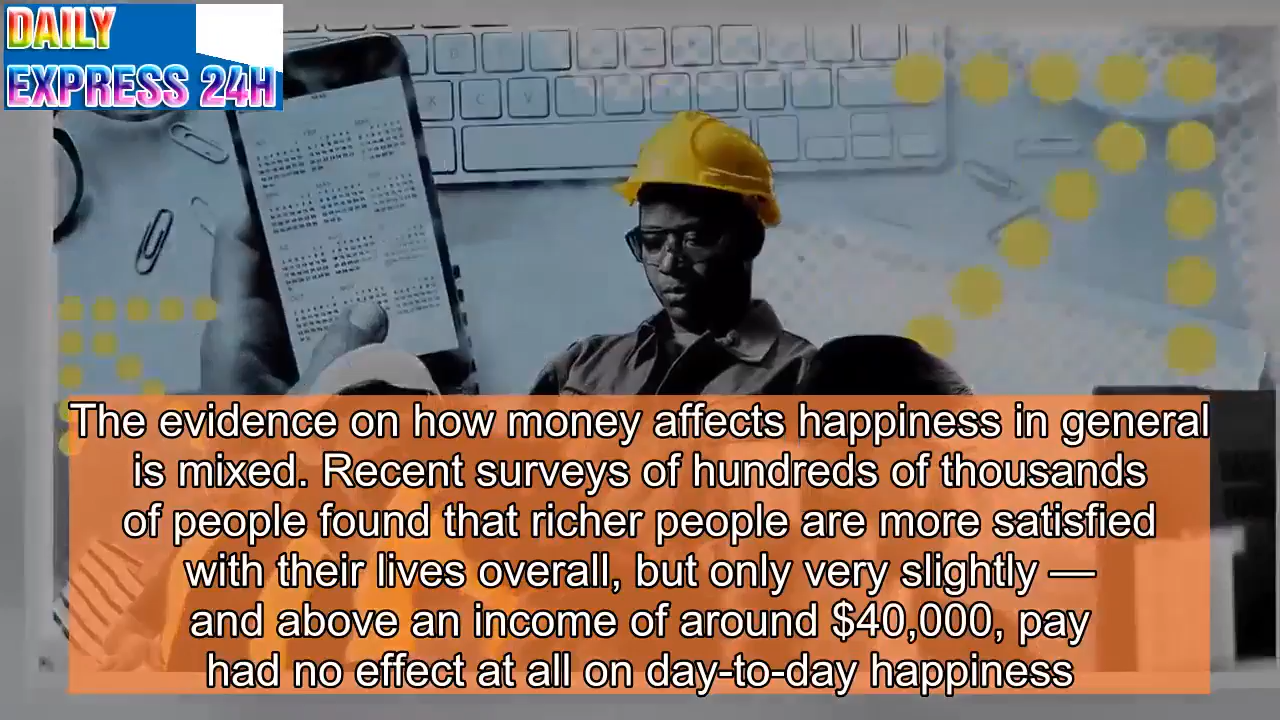 DAILY
EXPRESS 24H
The evidence on how money affects happiness in general
is mixed. Recent surveys of hundreds of thousands
of people found that richer people are more satisfied
with their lives overall, but only very slightly —
and above an income of around $40,000, pay
had no effect at all on day-to-day happiness